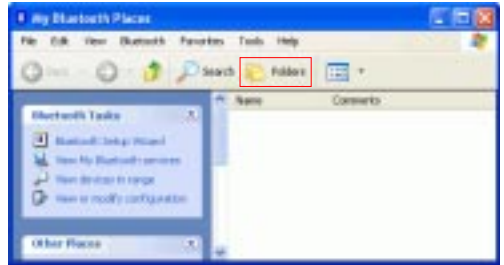 My Bluetooth Places
File Edit View Bluetooth Favorites Tools Help
Back Search Folders
Name Comments
Bluetooth Tasks
Bluetooth Setup Wizard
View My Bluetooth services
View devices in range
View or modify configuration
Other Places